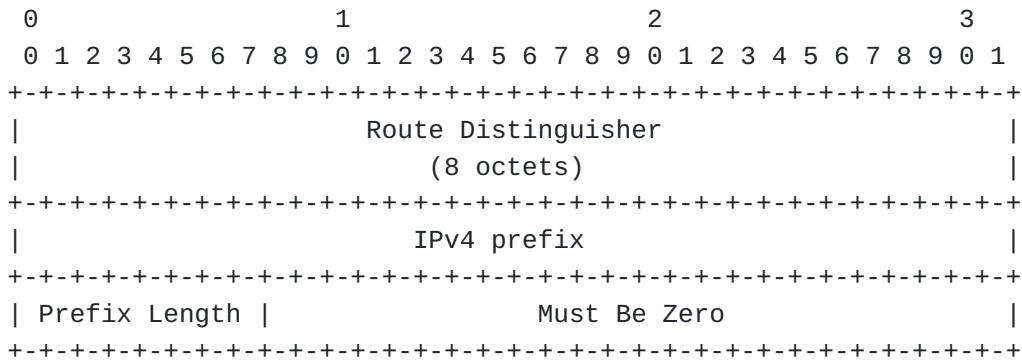 0                   1                   2                   3
 0 1 2 3 4 5 6 7 8 9 0 1 2 3 4 5 6 7 8 9 0 1 2 3 4 5 6 7 8 9 0 1
+-+-+-+-+-+-+-+-+-+-+-+-+-+-+-+-+-+-+-+-+-+-+-+-+-+-+-+-+-+-+-+-+
|                      Route Distinguisher                      |
|                          (8 octets)                           |
+-+-+-+-+-+-+-+-+-+-+-+-+-+-+-+-+-+-+-+-+-+-+-+-+-+-+-+-+-+-+-+-+
|                         IPv4 prefix                           |
+-+-+-+-+-+-+-+-+-+-+-+-+-+-+-+-+-+-+-+-+-+-+-+-+-+-+-+-+-+-+-+-+
| Prefix Length |                 Must Be Zero                  |
+-+-+-+-+-+-+-+-+-+-+-+-+-+-+-+-+-+-+-+-+-+-+-+-+-+-+-+-+-+-+-+-+